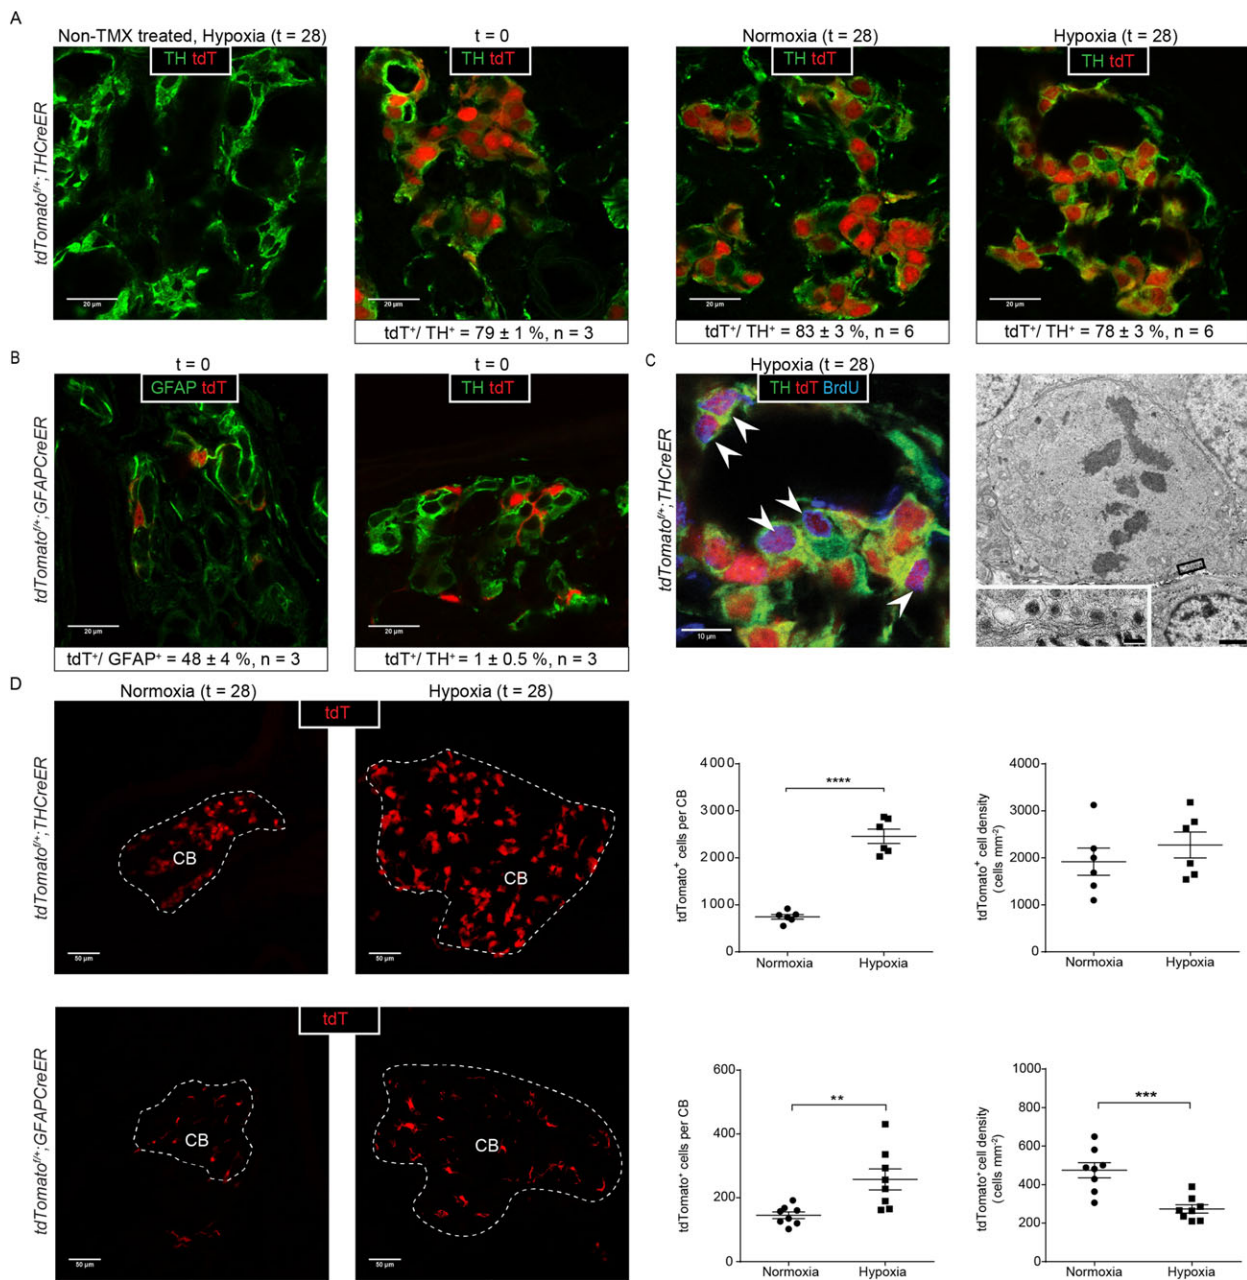 A
Non-TMX treated, Hypoxia (t = 28)
t = 0
Normoxia (t = 28)
Hypoxia (t = 28)
TH tdT
TH tdT
TH tdT
TH tdT
tdTomatoᶠ/⁺;THCreER
20 µm
20 µm
20 µm
20 µm
tdT⁺/ TH⁺ = 79 ± 1 %, n = 3
tdT⁺/ TH⁺ = 83 ± 3 %, n = 6
tdT⁺/ TH⁺ = 78 ± 3 %, n = 6
B
t = 0
t = 0
GFAP tdT
TH tdT
tdTomatoᶠ/⁺;GFAPCreER
20 µm
20 µm
tdT⁺/ GFAP⁺ = 48 ± 4 %, n = 3
tdT⁺/ TH⁺ = 1 ± 0.5 %, n = 3
C
Hypoxia (t = 28)
TH tdT BrdU
tdTomatoᶠ/⁺;THCreER
10 µm
D
Normoxia (t = 28)
Hypoxia (t = 28)
tdT
tdTomatoᶠ/⁺;THCreER
CB
CB
50 µm
50 µm
tdTomato⁺ cells per CB
4000
3000
2000
1000
0
****
Normoxia
Hypoxia
tdTomato⁺ cell density
(cells mm⁻²)
4000
3000
2000
1000
0
Normoxia
Hypoxia
tdT
tdTomatoᶠ/⁺;GFAPCreER
CB
CB
50 µm
50 µm
tdTomato⁺ cells per CB
600
400
200
0
**
Normoxia
Hypoxia
tdTomato⁺ cell density
(cells mm⁻²)
1000
800
600
400
200
0
***
Normoxia
Hypoxia